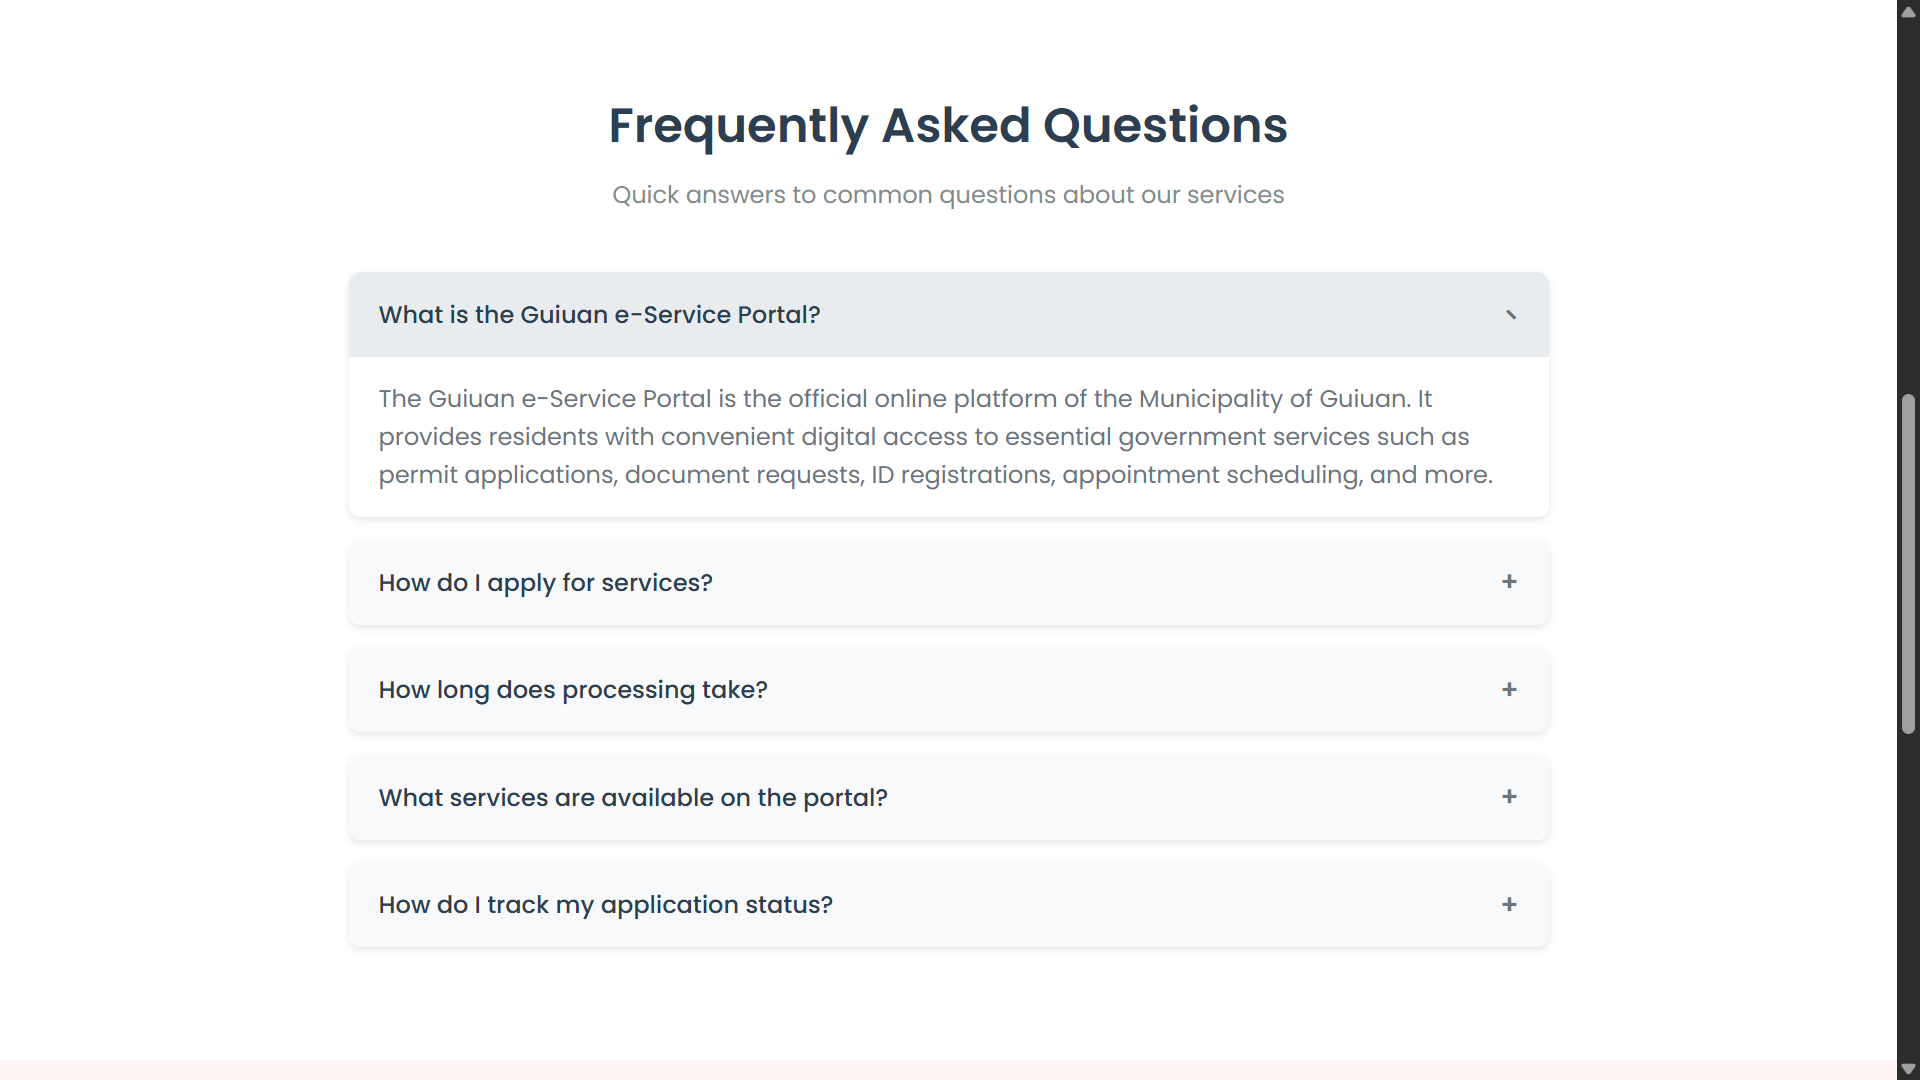 Frequently Asked Questions
Quick answers to common questions about our services
What is the Guiuan e-Service Portal?
The Guiuan e-Service Portal is the official online platform of the Municipality of Guiuan. It
provides residents with convenient digital access to essential government services such as
permit applications, document requests, ID registrations, appointment scheduling, and more.
How do I apply for services?
+
How long does processing take?
+
What services are available on the portal?
+
How do I track my application status?
+